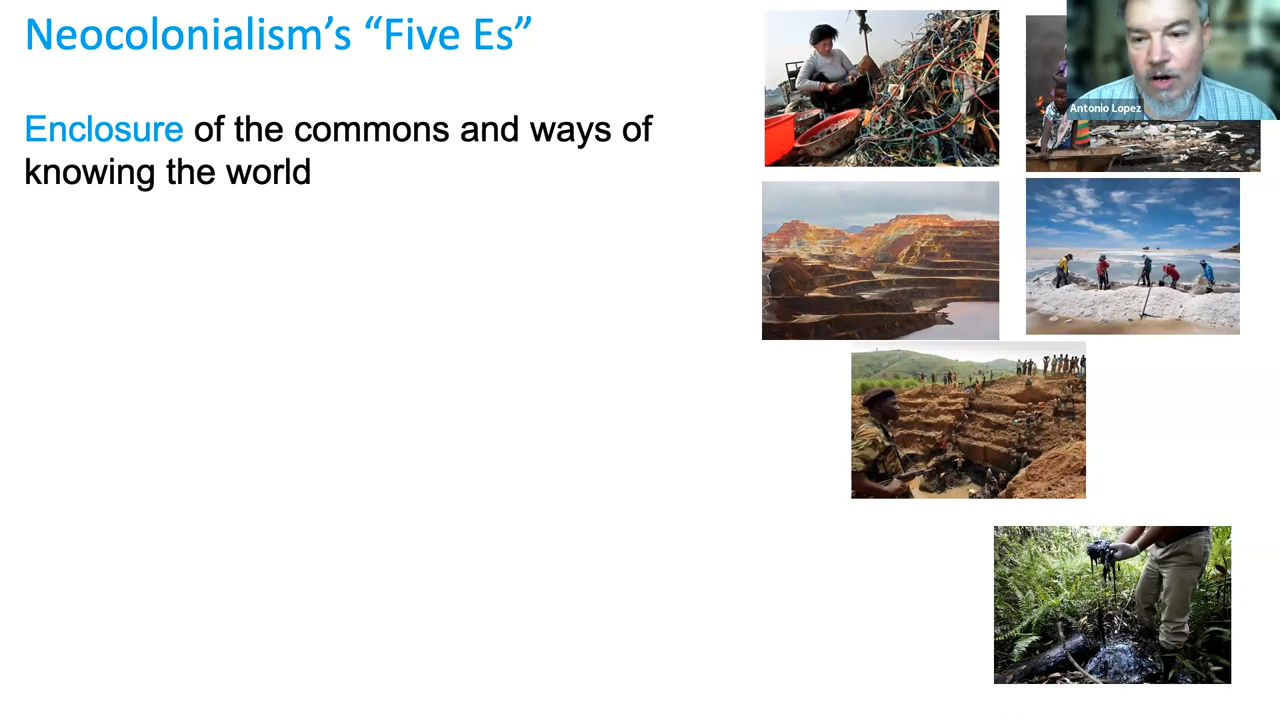 Neocolonialism’s “Five Es”
Enclosure of the commons and ways of
knowing the world
Antonio Lopez